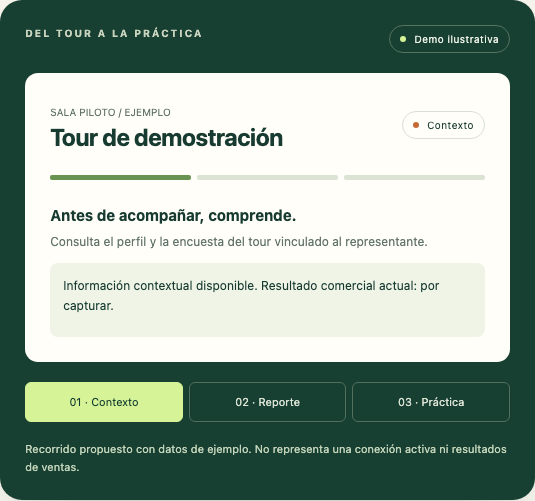 DEL TOUR A LA PRÁCTICA
Demo ilustrativa
SALA PILOTO / EJEMPLO
Tour de demostración
Contexto
Antes de acompañar, comprende.
Consulta el perfil y la encuesta del tour vinculado al representante.
Información contextual disponible. Resultado comercial actual: por
capturar.
01 · Contexto
02 · Reporte
03 · Práctica
Recorrido propuesto con datos de ejemplo. No representa una conexión activa ni resultados
de ventas.